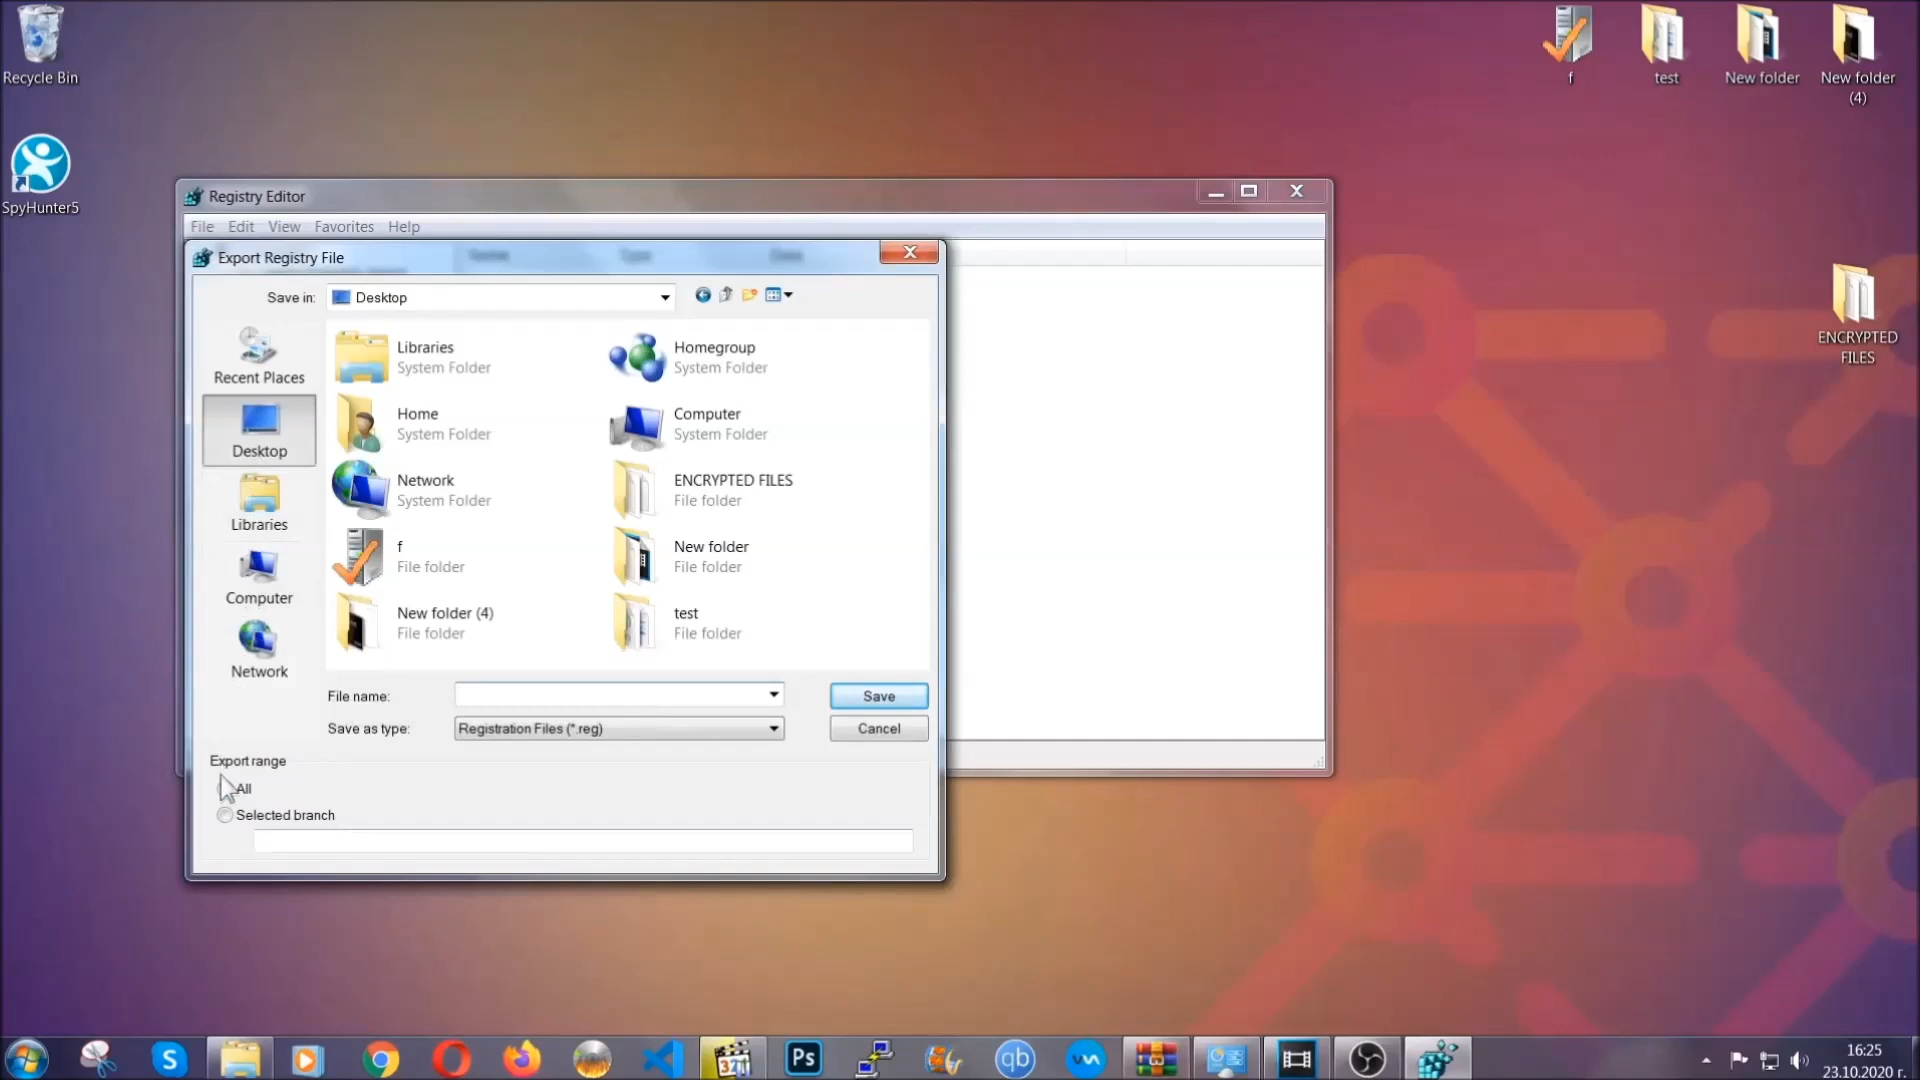 Recycle Bin
SpyHunter5
f
test
New folder
New folder
(4)
ENCRYPTED
FILES
Registry Editor
File Edit View Favorites Help
Export Registry File
Save in:
Desktop
Recent Places
Desktop
Libraries
Computer
Network
Libraries
System Folder
Homegroup
System Folder
Home
System Folder
Computer
System Folder
Network
System Folder
ENCRYPTED FILES
File folder
f
File folder
New folder
File folder
New folder (4)
File folder
test
File folder
File name:
Save
Save as type:
Registration Files (*.reg)
Cancel
Export range
All
Selected branch
S
321
Ps
qb
16:25
23.10.2020 г.